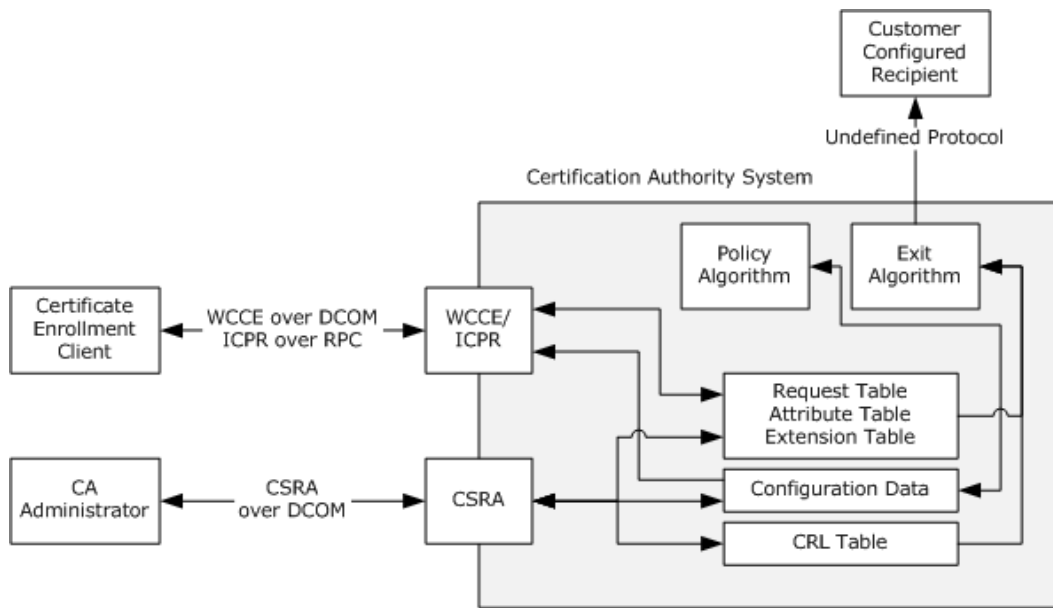 Customer
Configured
Recipient
Undefined Protocol
Certification Authority System
Policy
Algorithm
Exit
Algorithm
Certificate
Enrollment
Client
WCCE over DCOM
ICPR over RPC
WCCE/
ICPR
Request Table
Attribute Table
Extension Table
CA
Administrator
CSRA
over DCOM
CSRA
Configuration Data
CRL Table